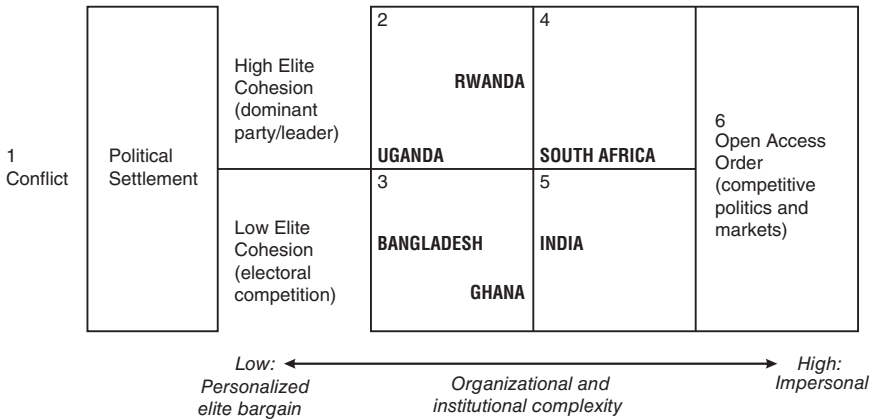 1
Conflict
Political
Settlement
High Elite
Cohesion
(dominant
party/leader)
Low Elite
Cohesion
(electoral
competition)
2
RWANDA
UGANDA
3
BANGLADESH
GHANA
4
SOUTH AFRICA
5
INDIA
6
Open Access
Order
(competitive
politics and
markets)
Low:
Personalized
elite bargain
Organizational and
institutional complexity
High:
Impersonal